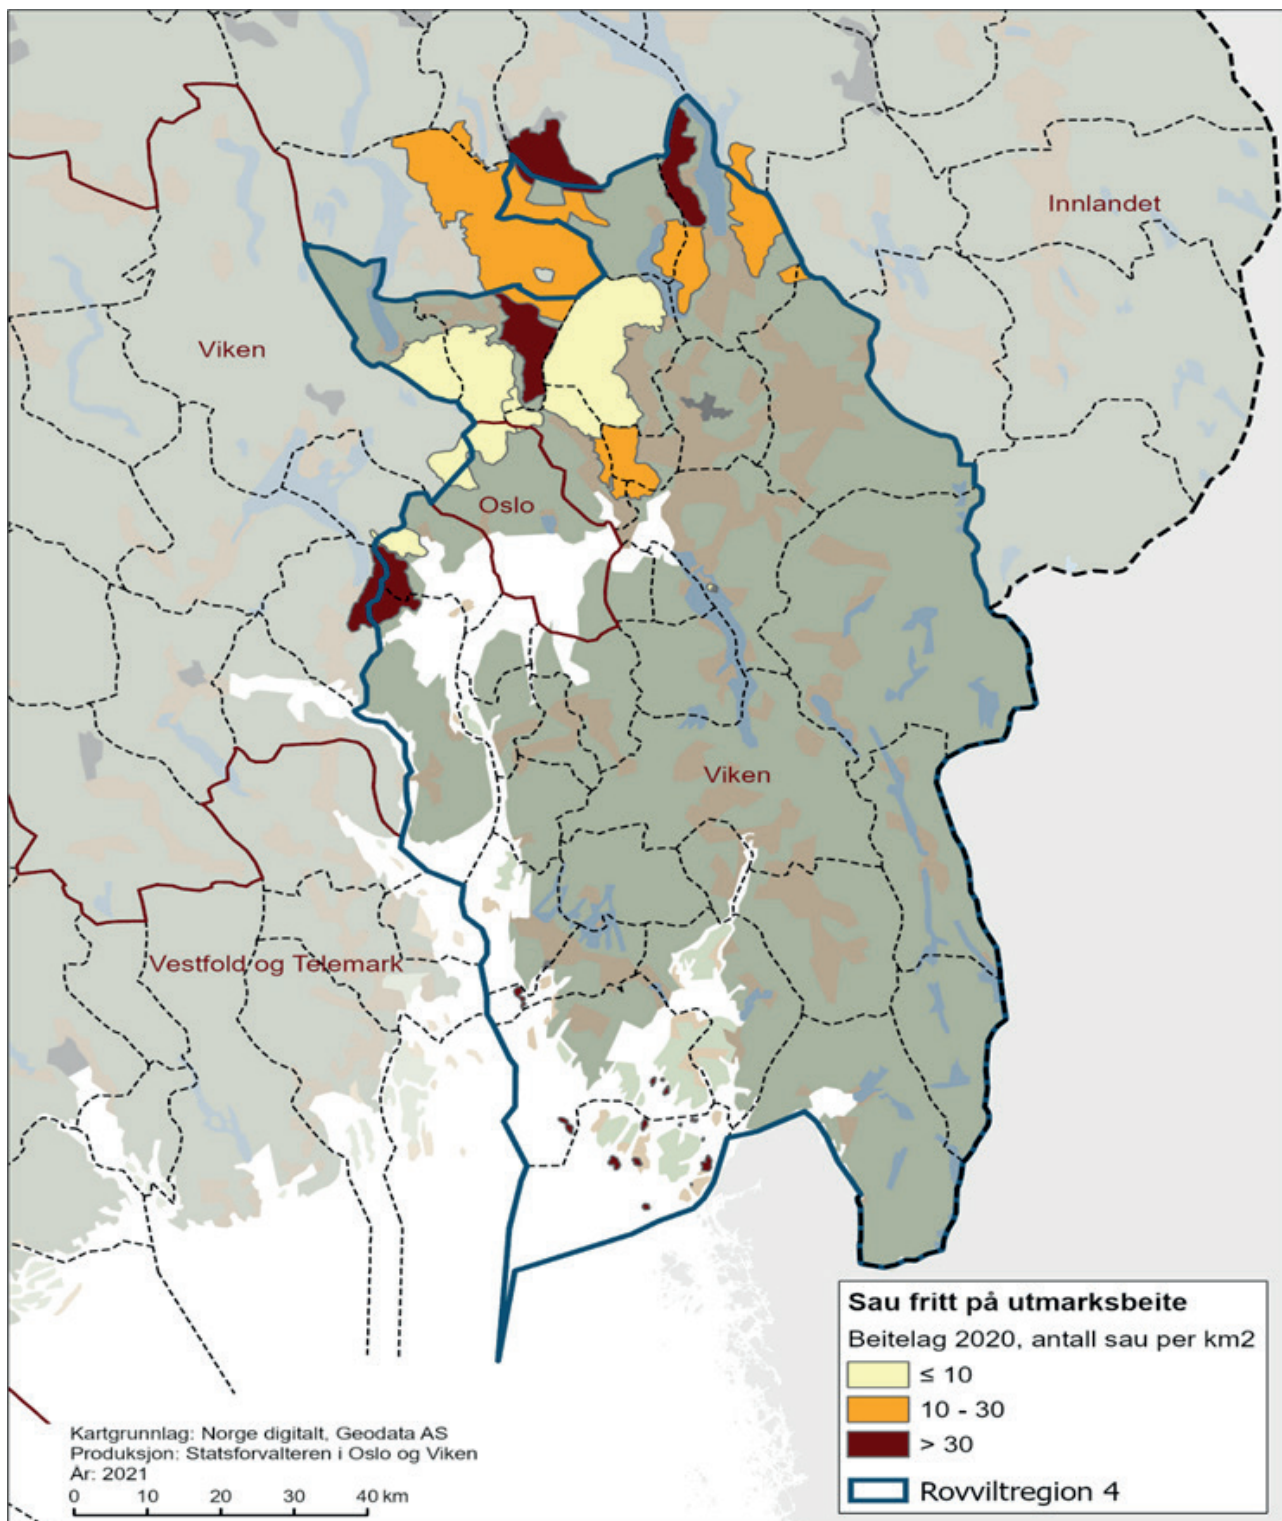 Innlandet
Viken
Oslo
Viken
Vestfold og Telemark
Sau fritt på utmarksbeite
Beitelag 2020, antall sau per km2
≤ 10
10 - 30
> 30
Rovviltregion 4
Kartgrunnlag: Norge digitalt, Geodata AS
Produksjon: Statsforvalteren i Oslo og Viken
År: 2021
0 10 20 30 40 km